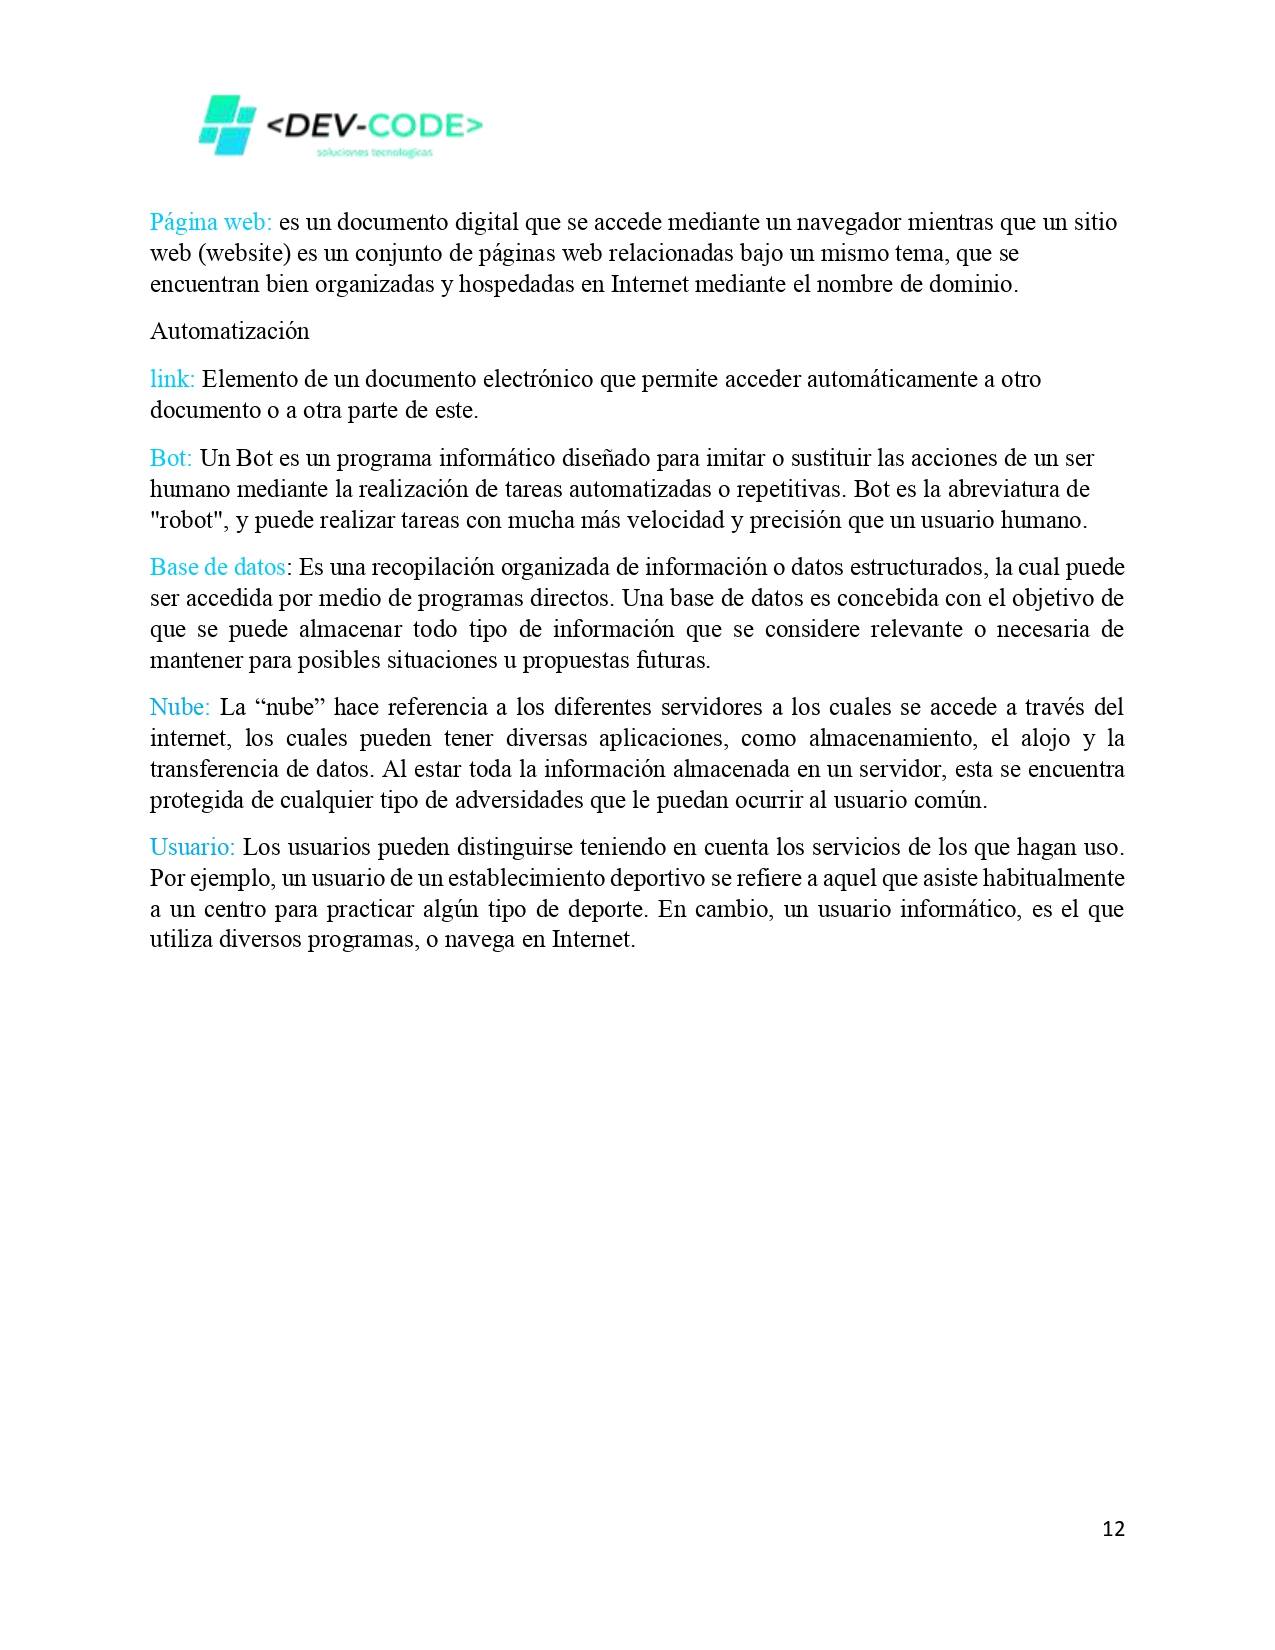 <DEV-CODE>
soluciones tecnologicas
Página web: es un documento digital que se accede mediante un navegador mientras que un sitio
web (website) es un conjunto de páginas web relacionadas bajo un mismo tema, que se
encuentran bien organizadas y hospedadas en Internet mediante el nombre de dominio.
Automatización
link: Elemento de un documento electrónico que permite acceder automáticamente a otro
documento o a otra parte de este.
Bot: Un Bot es un programa informático diseñado para imitar o sustituir las acciones de un ser
humano mediante la realización de tareas automatizadas o repetitivas. Bot es la abreviatura de
"robot", y puede realizar tareas con mucha más velocidad y precisión que un usuario humano.
Base de datos: Es una recopilación organizada de información o datos estructurados, la cual puede
ser accedida por medio de programas directos. Una base de datos es concebida con el objetivo de
que se puede almacenar todo tipo de información que se considere relevante o necesaria de
mantener para posibles situaciones u propuestas futuras.
Nube: La “nube” hace referencia a los diferentes servidores a los cuales se accede a través del
internet, los cuales pueden tener diversas aplicaciones, como almacenamiento, el alojo y la
transferencia de datos. Al estar toda la información almacenada en un servidor, esta se encuentra
protegida de cualquier tipo de adversidades que le puedan ocurrir al usuario común.
Usuario: Los usuarios pueden distinguirse teniendo en cuenta los servicios de los que hagan uso.
Por ejemplo, un usuario de un establecimiento deportivo se refiere a aquel que asiste habitualmente
a un centro para practicar algún tipo de deporte. En cambio, un usuario informático, es el que
utiliza diversos programas, o navega en Internet.
12